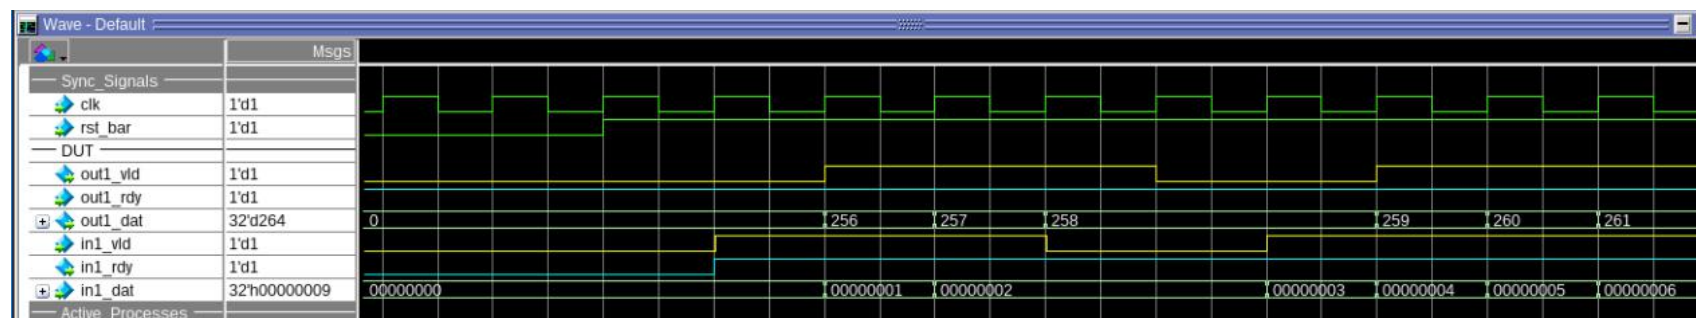 Wave - Default
Msgs
Sync_Signals
clk 1'd1
rst_bar 1'd1
DUT
out1_vld 1'd1
out1_rdy 1'd1
out1_dat 32'd264 0 256 257 258 259 260 261
in1_vld 1'd1
in1_rdy 1'd1
in1_dat 32'h00000009 00000000 00000001 00000002 00000003 00000004 00000005 00000006
Active_Processes